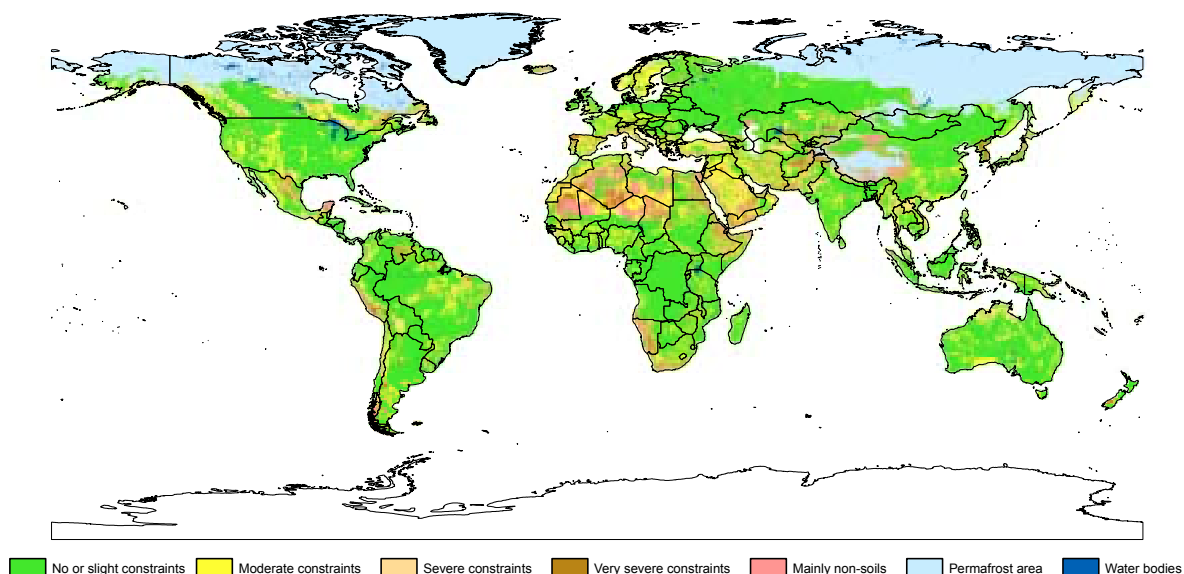 No or slight constraints Moderate constraints Severe constraints Very severe constraints Mainly non-soils Permafrost area Water bodies